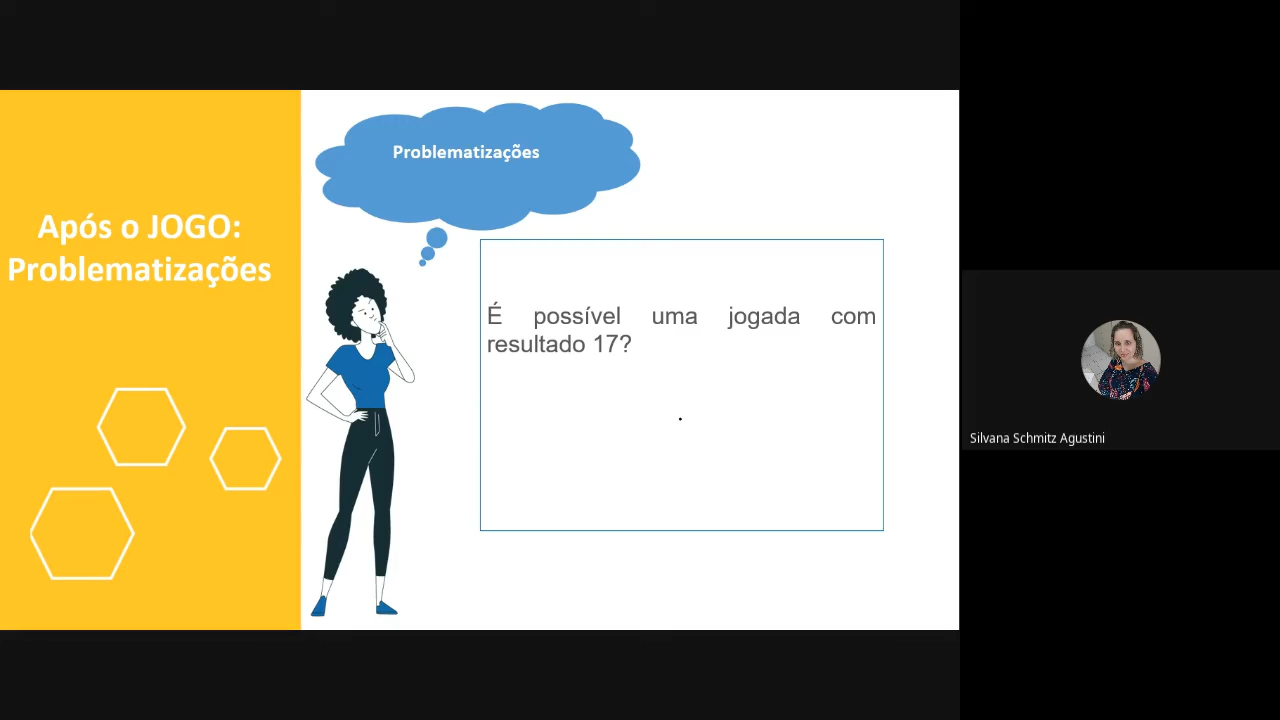 Problematizações
Após o JOGO:
Problematizações
É possível uma jogada com
resultado 17?
Silvana Schmitz Agustini